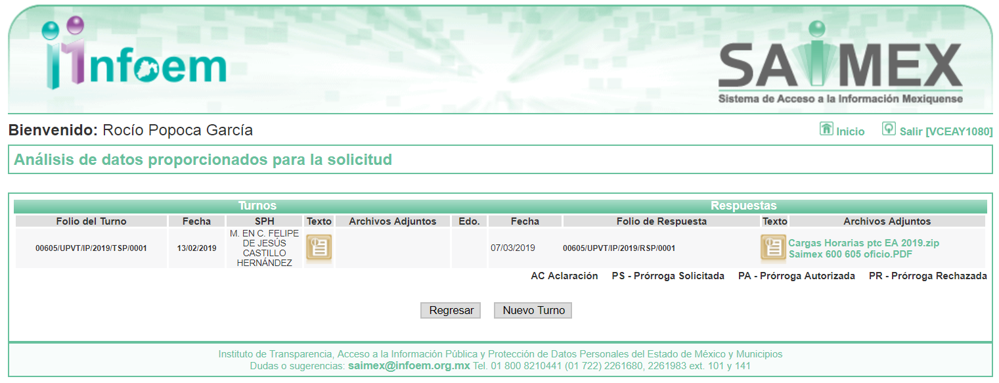 infoem
SAiMEX
Sistema de Acceso a la Información Mexiquense
Bienvenido: Rocío Popoca García
Inicio Salir [VCEAY1080]
Análisis de datos proporcionados para la solicitud
Turnos Respuestas
Folio del Turno Fecha SPH Texto Archivos Adjuntos Edo. Fecha Folio de Respuesta Texto Archivos Adjuntos
00605/UPVT/IP/2019/TSP/0001 13/02/2019
M. EN C. FELIPE
DE JESÚS
CASTILLO
HERNÁNDEZ
07/03/2019 00605/UPVT/IP/2019/RSP/0001
Cargas Horarias ptc EA 2019.zip
Saimex 600 605 oficio.PDF
AC Aclaración PS - Prórroga Solicitada PA - Prórroga Autorizada PR - Prórroga Rechazada
Regresar Nuevo Turno
Instituto de Transparencia, Acceso a la Información Pública y Protección de Datos Personales del Estado de México y Municipios
Dudas o sugerencias: saimex@infoem.org.mx Tel. 01 800 8210441 (01 722) 2261680, 2261983 ext. 101 y 141